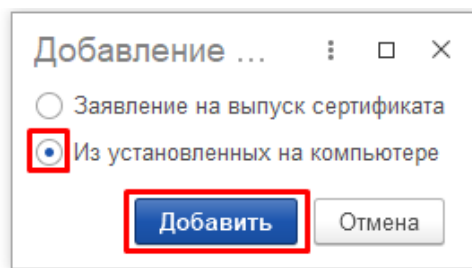 Добавление ...
Заявление на выпуск сертификата
Из установленных на компьютере
Добавить
Отмена